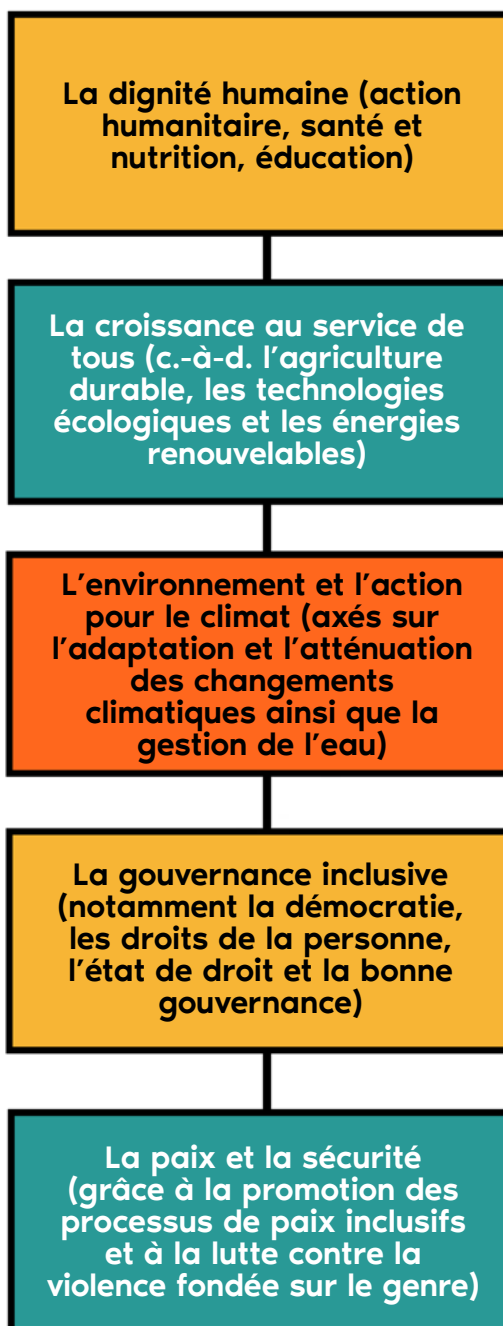 La dignité humaine (action
humanitaire, santé et
nutrition, éducation)
La croissance au service de
tous (c.-à-d. l'agriculture
durable, les technologies
écologiques et les énergies
renouvelables)
L'environnement et l'action
pour le climat (axés sur
l'adaptation et l'atténuation
des changements
climatiques ainsi que la
gestion de l'eau)
La gouvernance inclusive
(notamment la démocratie,
les droits de la personne,
l'état de droit et la bonne
gouvernance)
La paix et la sécurité
(grâce à la promotion des
processus de paix inclusifs
et à la lutte contre la
violence fondée sur le genre)